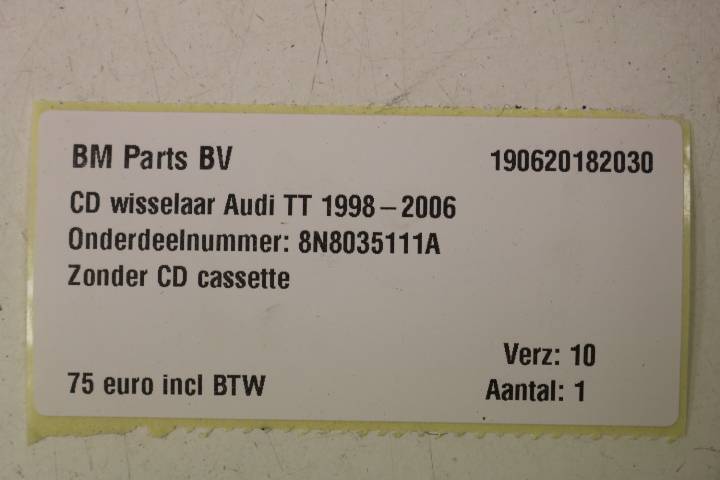 BM Parts BV 190620182030
CD wisselaar Audi TT 1998-2006
Onderdeelnummer: 8N8035111A
Zonder CD cassette
Verz: 10
75 euro incl BTW Aantal: 1